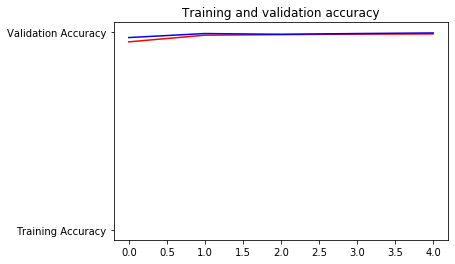 Training and validation accuracy
Validation Accuracy
Training Accuracy
0.0 0.5 1.0 1.5 2.0 2.5 3.0 3.5 4.0